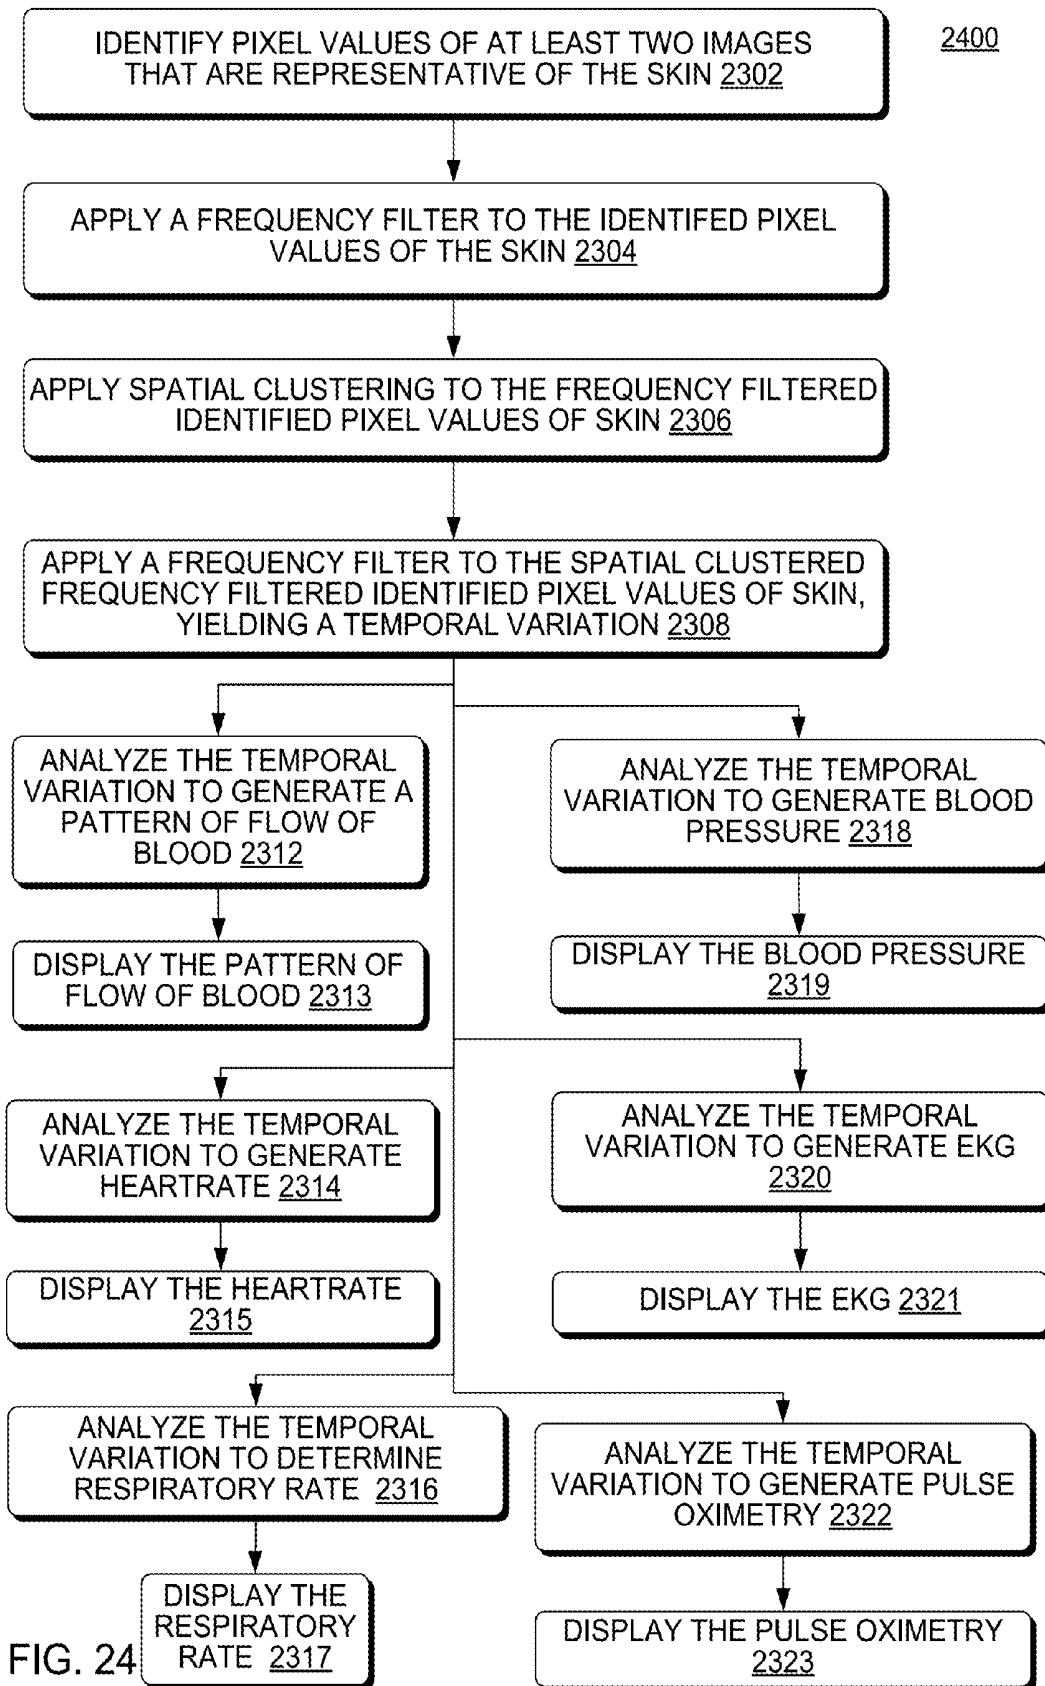 2400
IDENTIFY PIXEL VALUES OF AT LEAST TWO IMAGES
THAT ARE REPRESENTATIVE OF THE SKIN 2302
APPLY A FREQUENCY FILTER TO THE IDENTIFED PIXEL
VALUES OF THE SKIN 2304
APPLY SPATIAL CLUSTERING TO THE FREQUENCY FILTERED
IDENTIFIED PIXEL VALUES OF SKIN 2306
APPLY A FREQUENCY FILTER TO THE SPATIAL CLUSTERED
FREQUENCY FILTERED IDENTIFIED PIXEL VALUES OF SKIN,
YIELDING A TEMPORAL VARIATION 2308
ANALYZE THE TEMPORAL
VARIATION TO GENERATE A
PATTERN OF FLOW OF
BLOOD 2312
DISPLAY THE PATTERN OF
FLOW OF BLOOD 2313
ANALYZE THE TEMPORAL
VARIATION TO GENERATE BLOOD
PRESSURE 2318
DISPLAY THE BLOOD PRESSURE
2319
ANALYZE THE TEMPORAL
VARIATION TO GENERATE
HEARTRATE 2314
DISPLAY THE HEARTRATE
2315
ANALYZE THE TEMPORAL
VARIATION TO GENERATE EKG
2320
DISPLAY THE EKG 2321
ANALYZE THE TEMPORAL
VARIATION TO DETERMINE
RESPIRATORY RATE 2316
DISPLAY THE
RESPIRATORY
RATE 2317
ANALYZE THE TEMPORAL
VARIATION TO GENERATE PULSE
OXIMETRY 2322
DISPLAY THE PULSE OXIMETRY
2323
FIG. 24